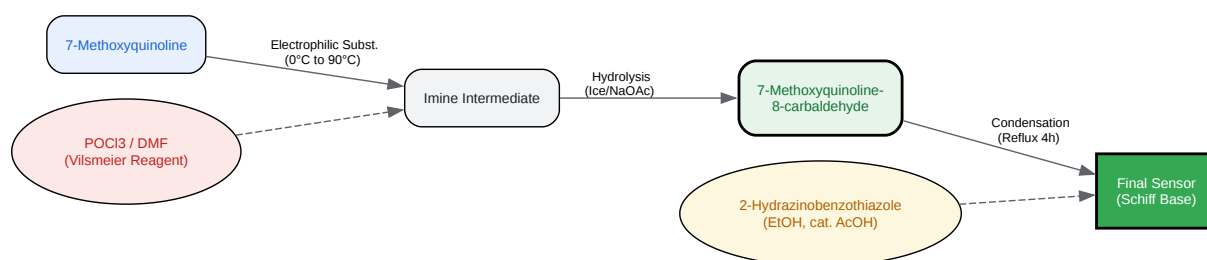 7-Methoxyquinoline
Electrophilic Subst.
(0°C to 90°C)
POCl3 / DMF
(Vilsmeier Reagent)
Imine Intermediate
Hydrolysis
(Ice/NaOAc)
7-Methoxyquinoline-
8-carbaldehyde
2-Hydrazinobenzothiazole
(EtOH, cat. AcOH)
Condensation
(Reflux 4h)
Final Sensor
(Schiff Base)